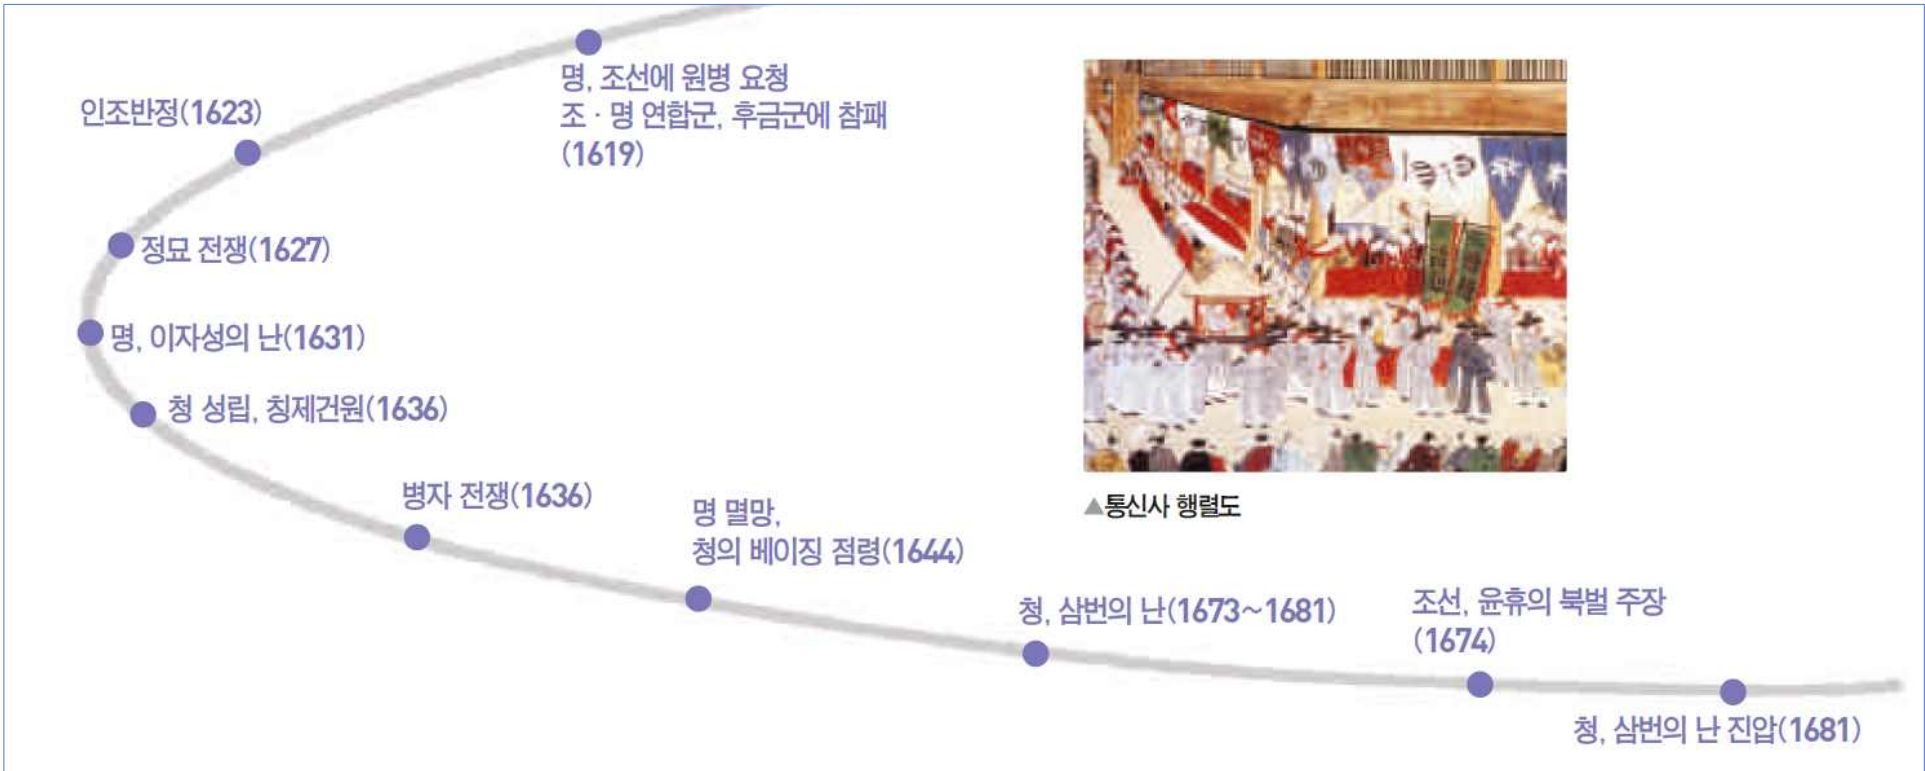 명, 조선에 원병 요청
조·명 연합군, 후금군에 참패
(1619)
인조반정(1623)
정묘 전쟁(1627)
명, 이자성의 난(1631)
청 성립, 칭제건원(1636)
병자 전쟁(1636)
명 멸망,
청의 베이징 점령(1644)
청, 삼번의 난(1673~1681)
조선, 윤휴의 북벌 주장
(1674)
청, 삼번의 난 진압(1681)
▲통신사 행렬도